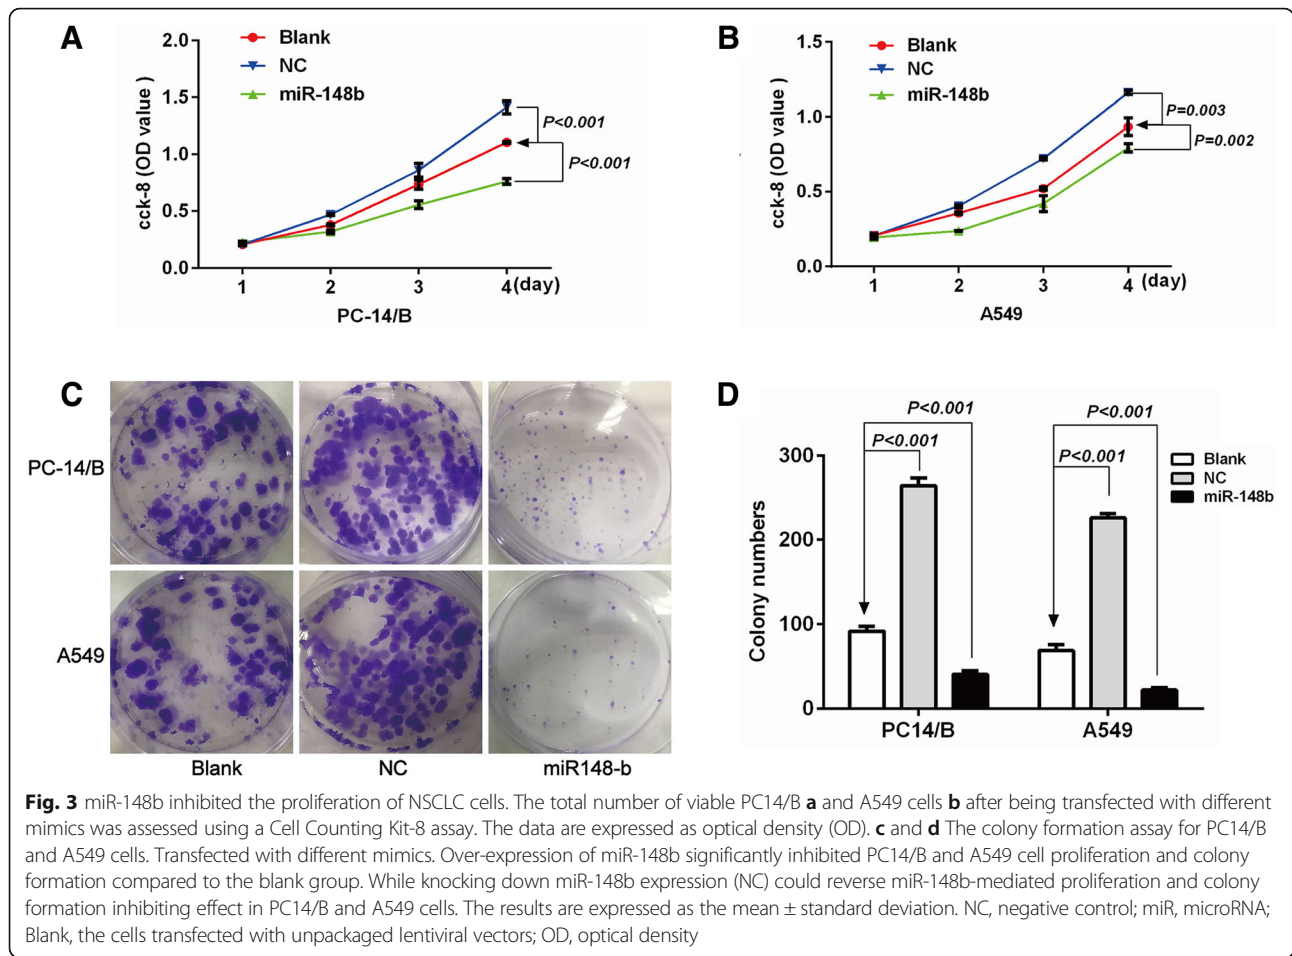 A
Blank
NC
miR-148b
cck-8 (OD value )
2.0
1.5
1.0
0.5
0.0
P<0.001
P<0.001
1 2 3 4 (day)
PC-14/B
B
Blank
NC
miR-148b
cck-8 (OD value )
1.5
1.0
0.5
0.0
P=0.003
P=0.002
1 2 3 4 (day)
A549
C
PC-14/B
A549
Blank NC miR148-b
D
P<0.001
P<0.001
P<0.001
P<0.001
Blank
NC
miR-148b
Colony numbers
300
200
100
0
PC14/B A549
Fig. 3 miR-148b inhibited the proliferation of NSCLC cells. The total number of viable PC14/B a and A549 cells b after being transfected with different
mimics was assessed using a Cell Counting Kit-8 assay. The data are expressed as optical density (OD). c and d The colony formation assay for PC14/B
and A549 cells. Transfected with different mimics. Over-expression of miR-148b significantly inhibited PC14/B and A549 cell proliferation and colony
formation compared to the blank group. While knocking down miR-148b expression (NC) could reverse miR-148b-mediated proliferation and colony
formation inhibiting effect in PC14/B and A549 cells. The results are expressed as the mean ± standard deviation. NC, negative control; miR, microRNA;
Blank, the cells transfected with unpackaged lentiviral vectors; OD, optical density